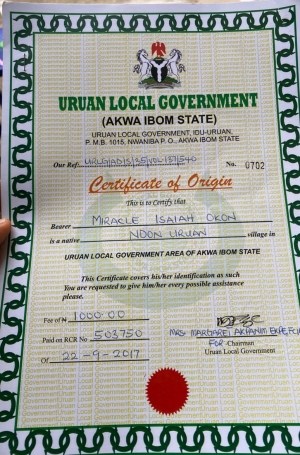 URUAN LOCAL GOVERNMENT
(AKWA IBOM STATE)
URUAN LOCAL GOVERNMENT, IDU-URUAN,
P. M. B. 1015, NWANIBA P. O., AKWA IBOM STATE
Our Ref: No. 0702
Certificate of Origin
This is to Certify that
Bearer MIRACLE ISAIAH OKON
is a native NDON URUAN village in
URUAN LOCAL GOVERNMENT AREA OF AKWA IBOM STATE
This Certificate covers his/her identification as such
You are requested to give him/her every possible assistance
please.
Fee of ₦ 1000.00
Paid on RCR No 503750 MRS. MARGARET
Of 22-9-2017 FOR -Chairman
Uruan Local Government